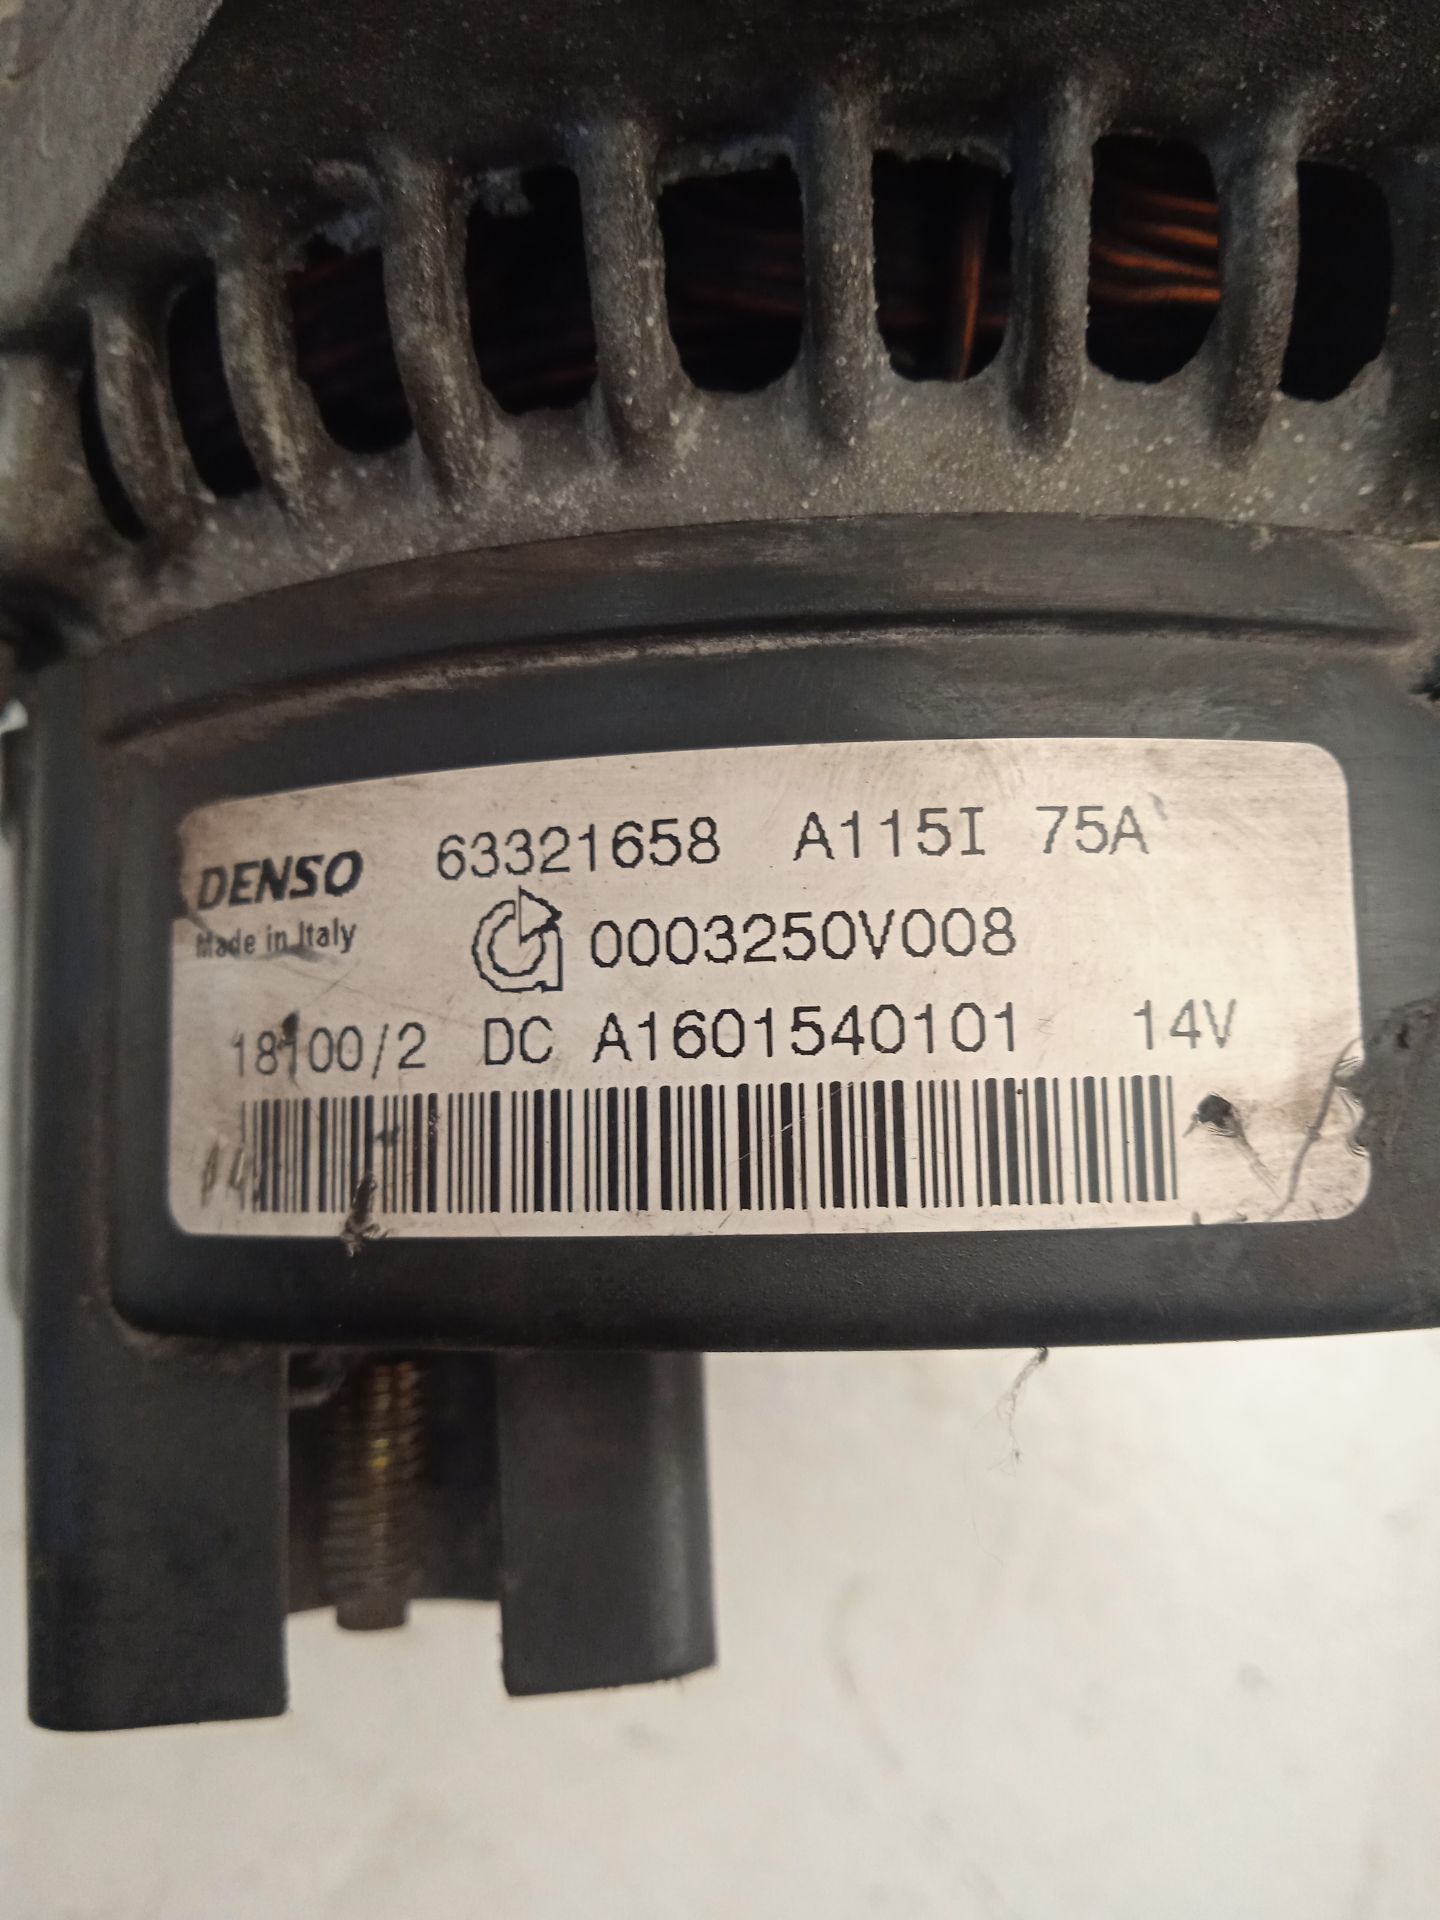 DENSO 63321658 A115I 75A
Made in Italy 0003250V008
18100/2 DC A1601540101 14V